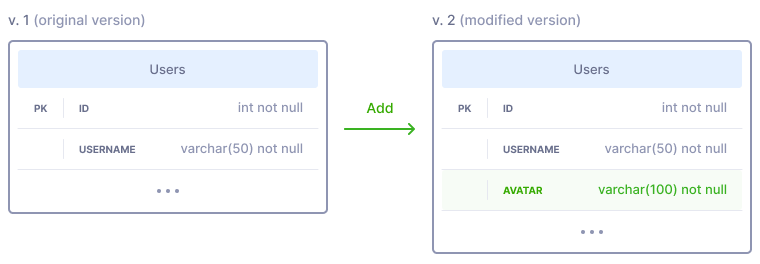 v. 1 (original version)
Users
PK ID int not null
USERNAME varchar(50) not null
...
Add
v. 2 (modified version)
Users
PK ID int not null
USERNAME varchar(50) not null
AVATAR varchar(100) not null
...